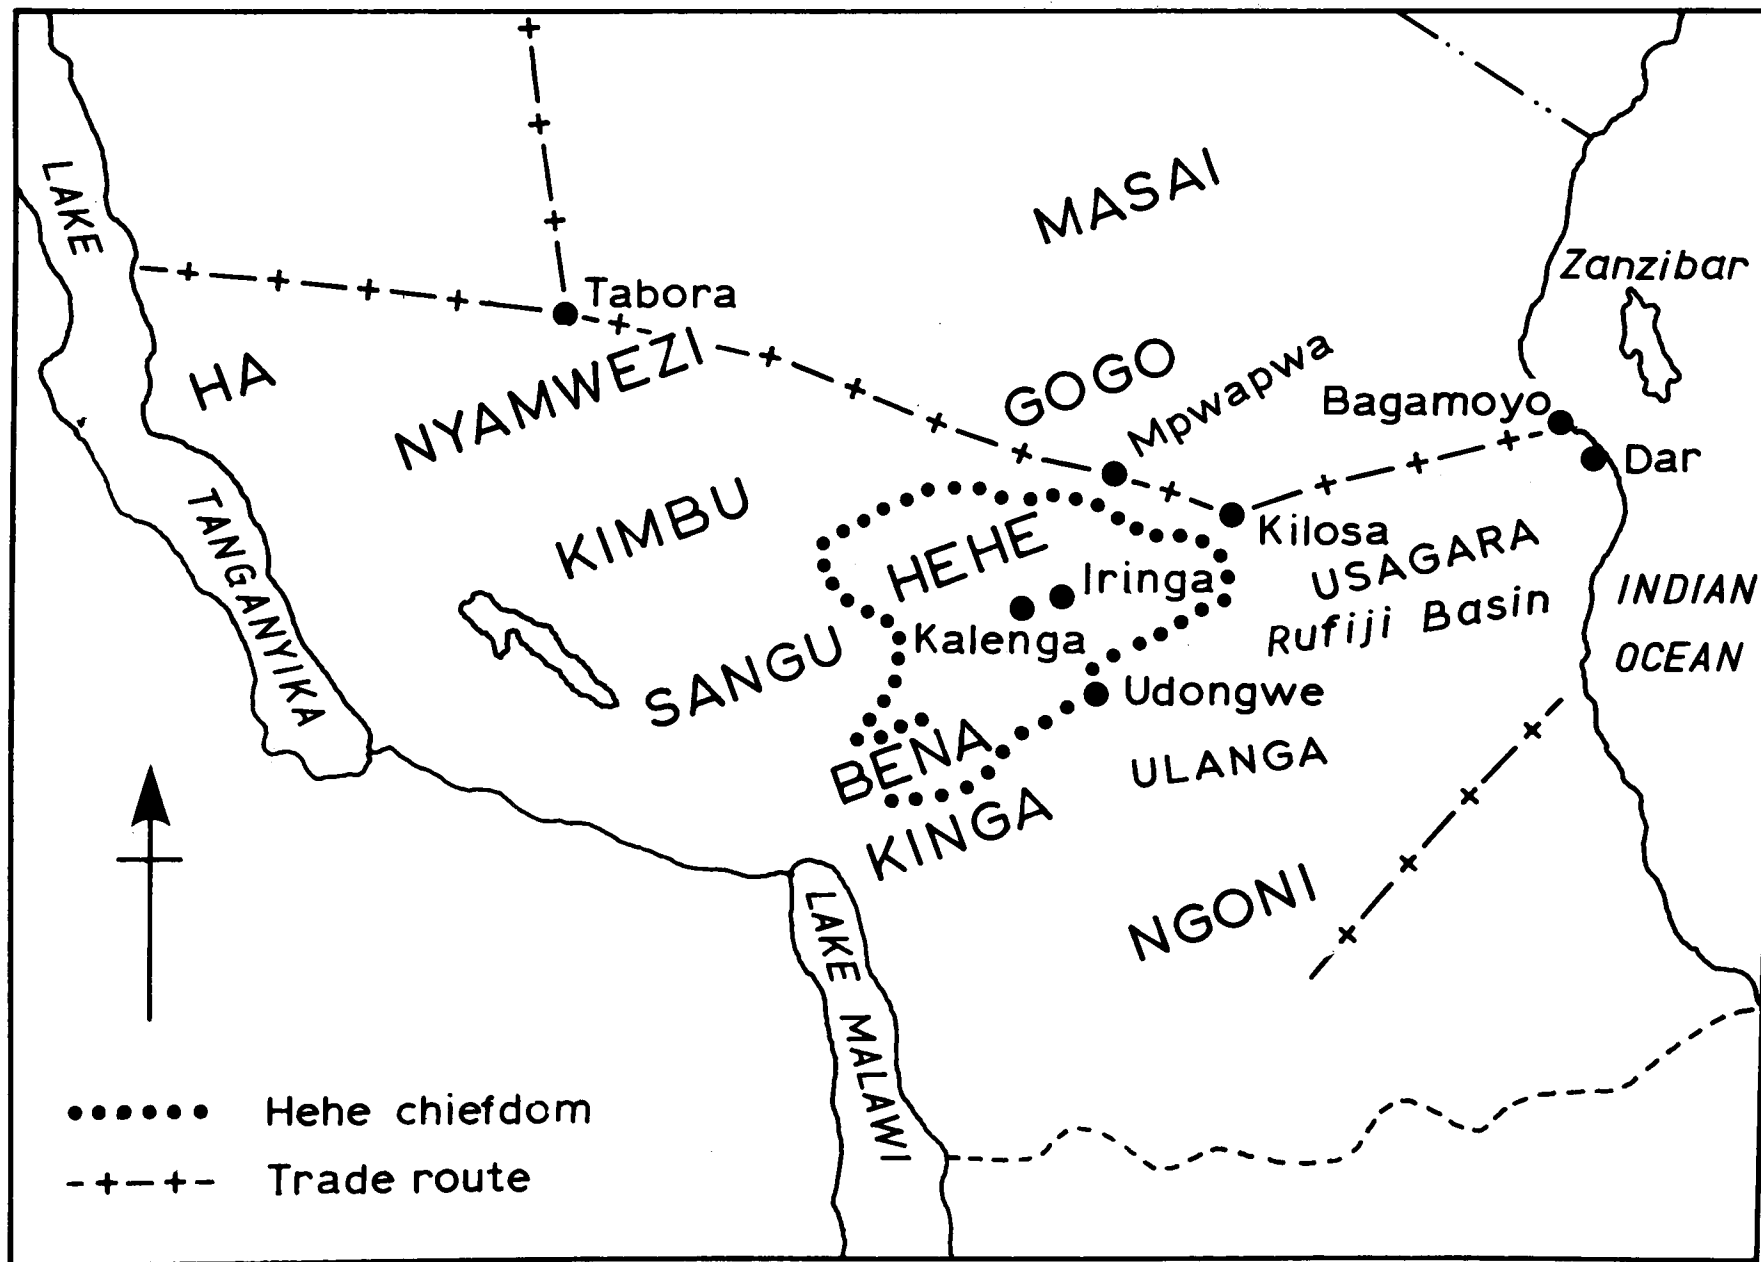 MASAI
LAKE
Zanzibar
Tabora
HA
NYAMWEZI
GOGO
Mpwapwa
Bagamoyo
Dar
TANGANYIKA
KIMBU
HEHE
Kilosa
USAGARA
Iringa
INDIAN
OCEAN
Rufiji Basin
Kalenga
SANGU
Udongwe
BENA
ULANGA
KINGA
NGONI
LAKE MALAWI
Hehe chiefdom
Trade route